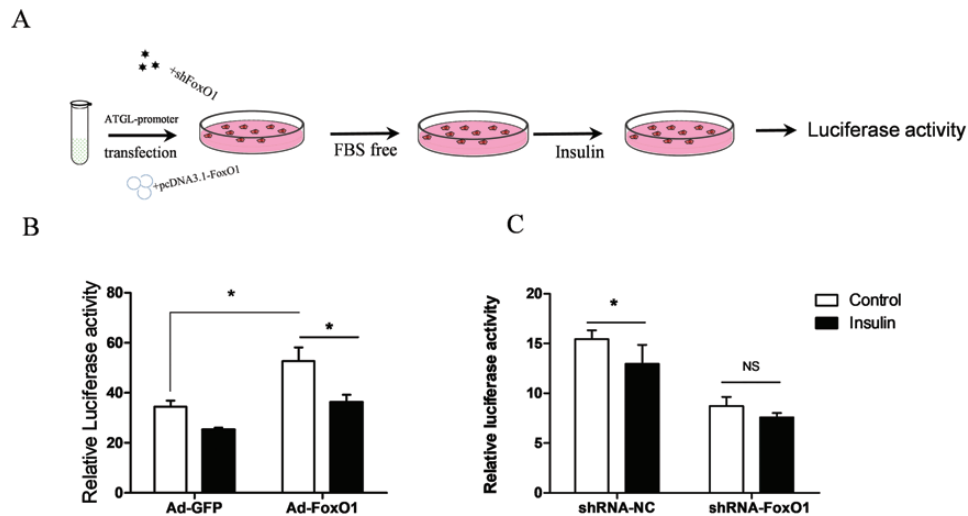 A
+shFoxO1
ATGL-promoter
transfection
+pcDNA3.1-FoxO1
FBS free
Insulin
Luciferase activity
B
Relative Luciferase activity
80
60
40
20
0
*
*
Ad-GFP
Ad-FoxO1
C
Relative luciferase activity
20
15
10
5
0
*
NS
shRNA-NC
shRNA-FoxO1
Control
Insulin